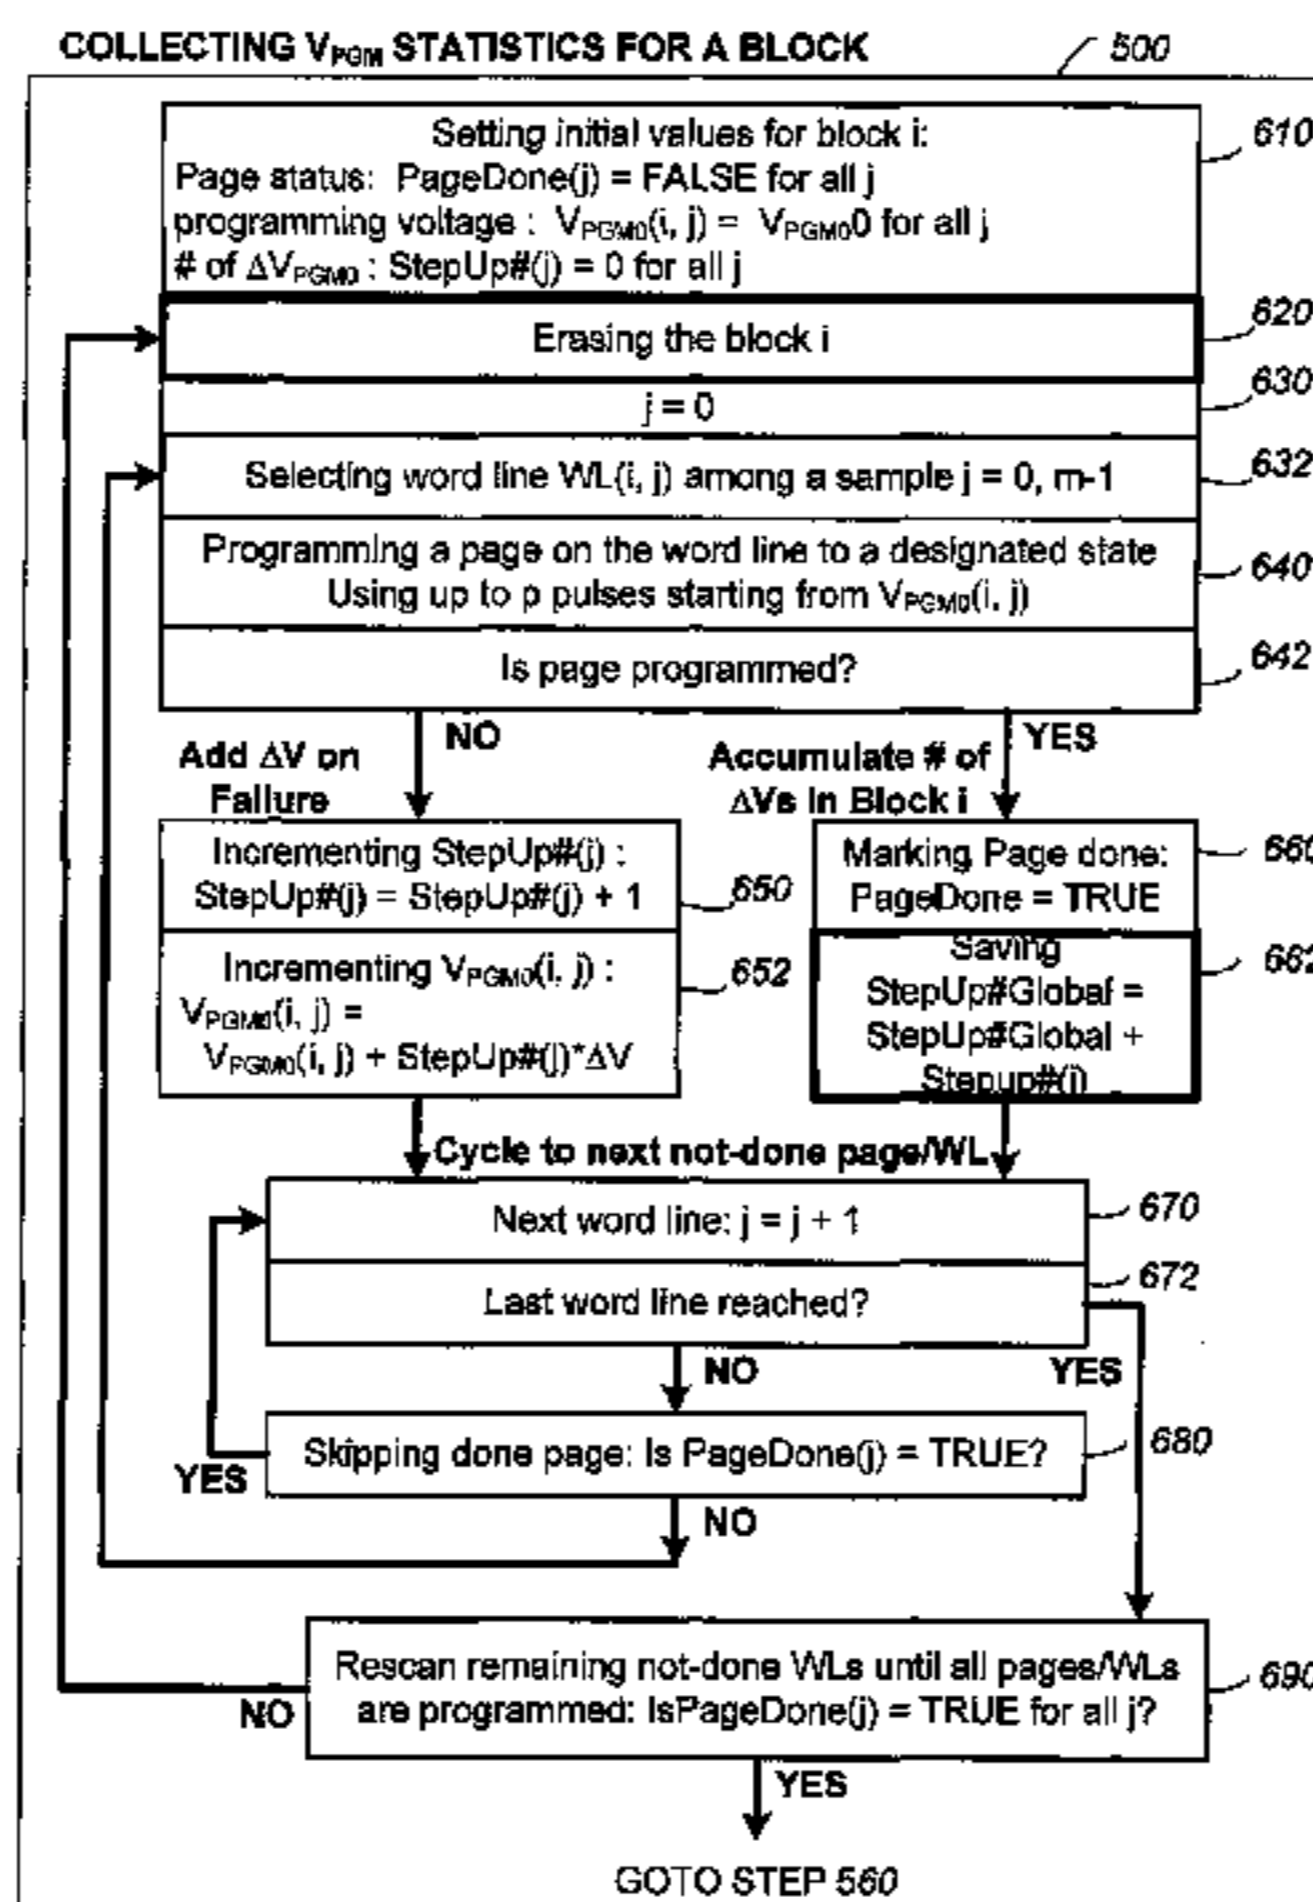 COLLECTING VPGM STATISTICS FOR A BLOCK
500
Setting initial values for block i:
610
Page status: PageDone(j) = FALSE for all j
programming voltage : VPGM0(i, j) = VPGM00 for all j
# of ΔVPGM0 : StepUp#(j) = 0 for all j
Erasing the block i
620
j = 0
630
Selecting word line WL(i, j) among a sample j = 0, m-1
632
Programming a page on the word line to a designated state
Using up to p pulses starting from VPGM0(i, j)
640
Is page programmed?
642
NO
YES
Add ΔV on
Failure
Accumulate # of
ΔVs in Block i
Incrementing StepUp#(j) :
StepUp#(j) = StepUp#(j) + 1
650
Incrementing VPGM0(i, j) :
VPGM0(i, j) =
VPGM0(i, j) + StepUp#(j)*ΔV
652
Marking Page done:
PageDone = TRUE
660
Saving
StepUp#Global =
StepUp#Global +
Stepup#(j)
662
Cycle to next not-done page/WL
Next word line: j = j + 1
670
Last word line reached?
672
NO
YES
Skipping done page: Is PageDone(j) = TRUE?
680
YES
NO
Rescan remaining not-done WLs until all pages/WLs
are programmed: IsPageDone(j) = TRUE for all j?
690
NO
YES
GOTO STEP 560